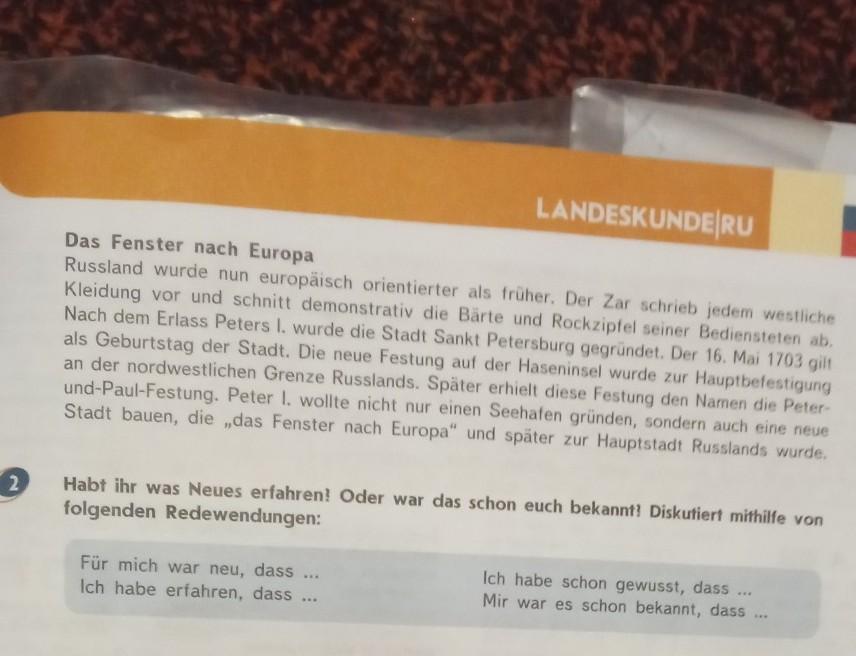 LANDESKUNDE|RU
Das Fenster nach Europa
Russland wurde nun europäisch orientierter als früher. Der Zar schrieb jedem westliche
Kleidung vor und schnitt demonstrativ die Bärte und Rockzipfel seiner Bediensteten ab.
Nach dem Erlass Peters I. wurde die Stadt Sankt Petersburg gegründet. Der 16. Mai 1703 gilt
als Geburtstag der Stadt. Die neue Festung auf der Haseninsel wurde zur Hauptbefestigung
an der nordwestlichen Grenze Russlands. Später erhielt diese Festung den Namen die Peter-
und-Paul-Festung. Peter I. wollte nicht nur einen Seehafen gründen, sondern auch eine neue
Stadt bauen, die „das Fenster nach Europa“ und später zur Hauptstadt Russlands wurde.
2 Habt ihr was Neues erfahren? Oder war das schon euch bekannt? Diskutiert mithilfe von
folgenden Redewendungen:
Für mich war neu, dass ...
Ich habe erfahren, dass ...
Ich habe schon gewusst, dass ...
Mir war es schon bekannt, dass ...